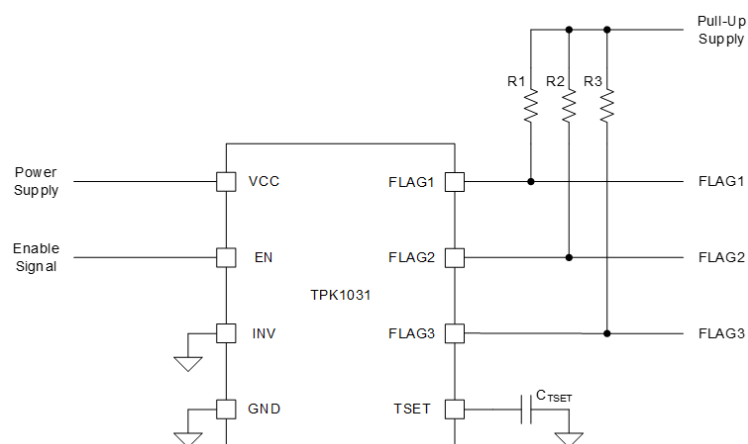 Pull-Up
Supply
R1 R2 R3
Power
Supply
VCC FLAG1 FLAG1
Enable
Signal
EN FLAG2 FLAG2
TPK1031
INV FLAG3 FLAG3
GND TSET CTSET